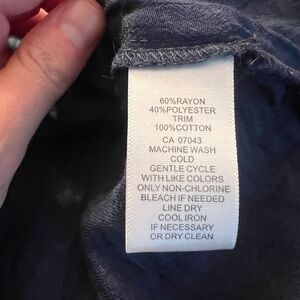 60%RAYON
40%POLYESTER
TRIM
100%COTTON
CA 07043
MACHINE WASH
COLD
GENTLE CYCLE
WITH LIKE COLORS
ONLY NON-CHLORINE
BLEACH IF NEEDED
LINE DRY
COOL IRON
IF NECESSARY
OR DRY CLEAN